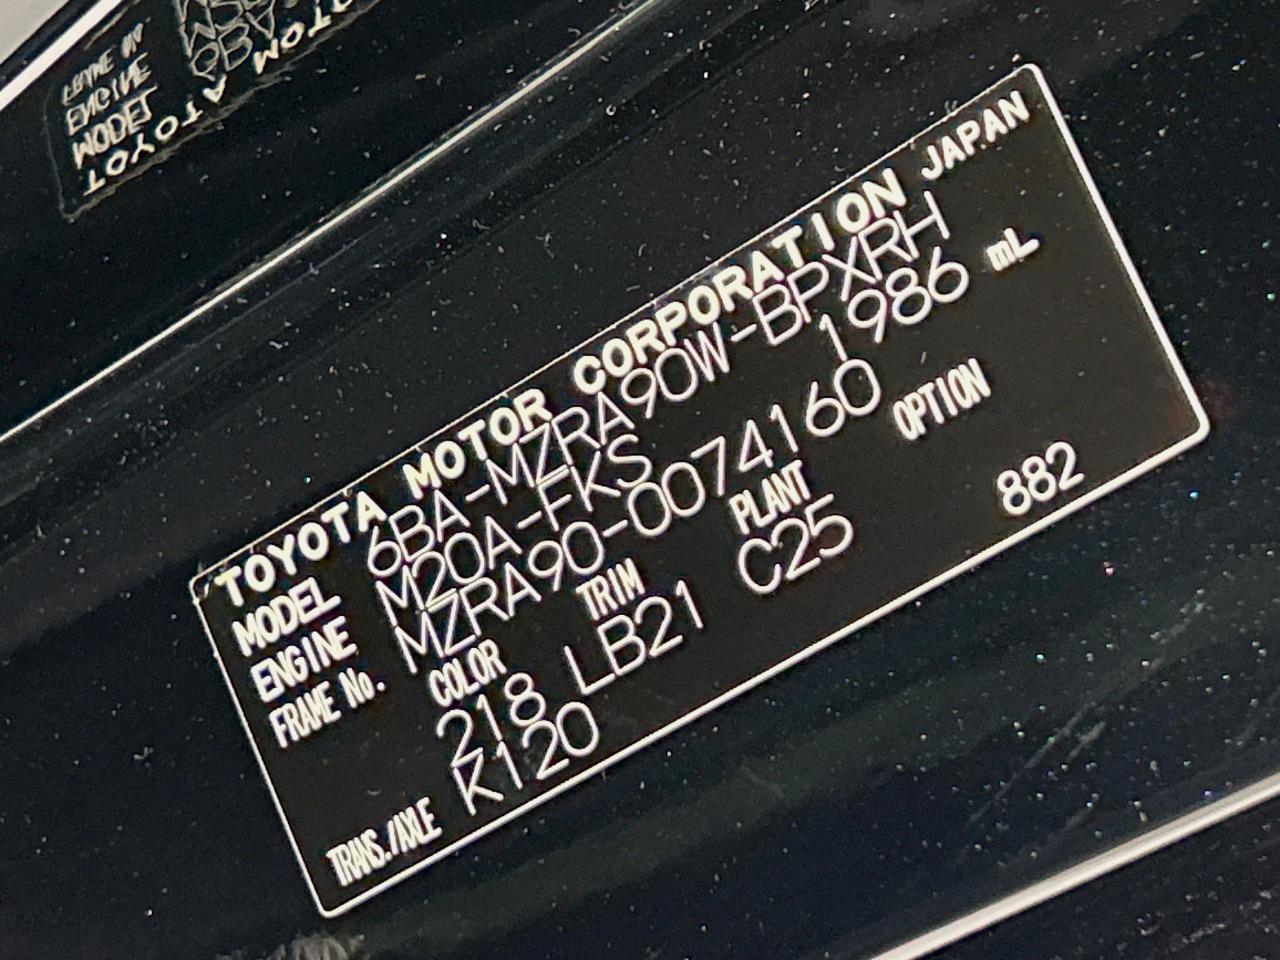 TOYOTA MOTOR CORPORATION JAPAN
MODEL 6BA-MZRA90W-BPXRH
ENGINE M20A-FKS 1986 mL
FRAME No. MZRA90-0074160
COLOR TRIM PLANT OPTION
218 LB21 C25 882
TRANS./AXLE K120